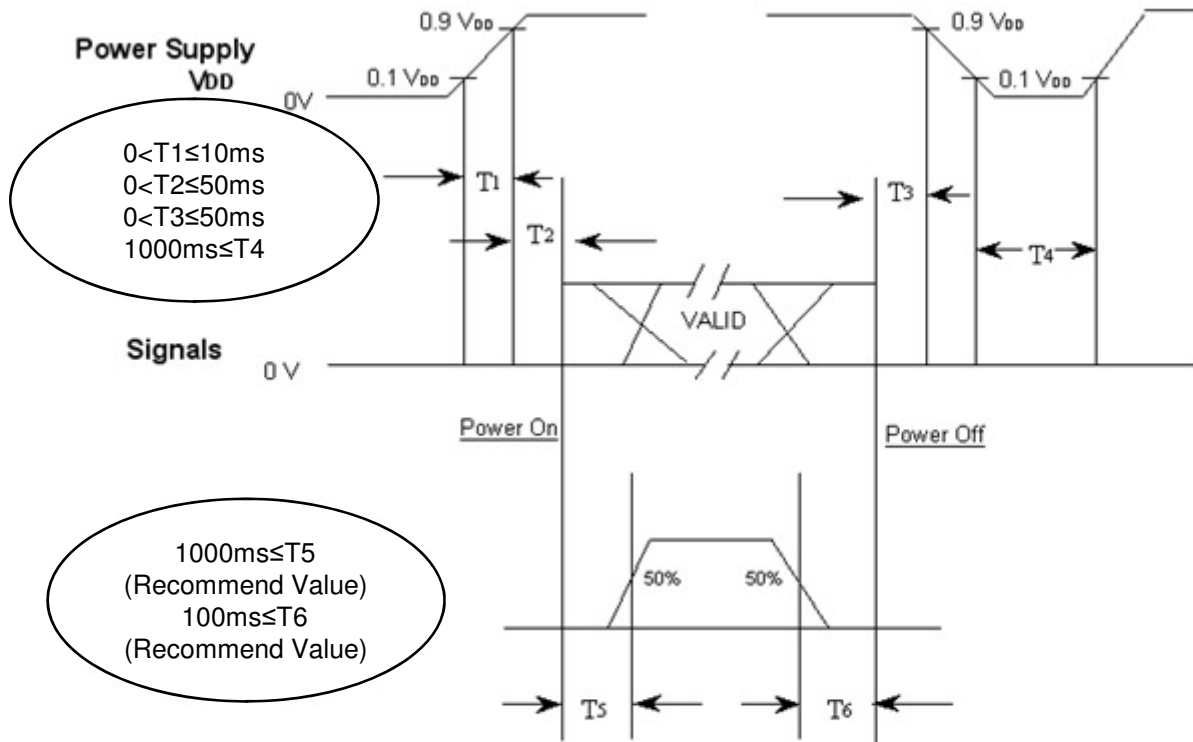 0.9 VDD
0.9 VDD
Power Supply
VDD
0.1 VDD
0.1 VDD
0V
0<T1≤10ms
0<T2≤50ms
0<T3≤50ms
1000ms≤T4
T1
T3
T2
T4
VALID
Signals
0 V
Power On
Power Off
1000ms≤T5
(Recommend Value)
100ms≤T6
(Recommend Value)
50%
50%
T5
T6